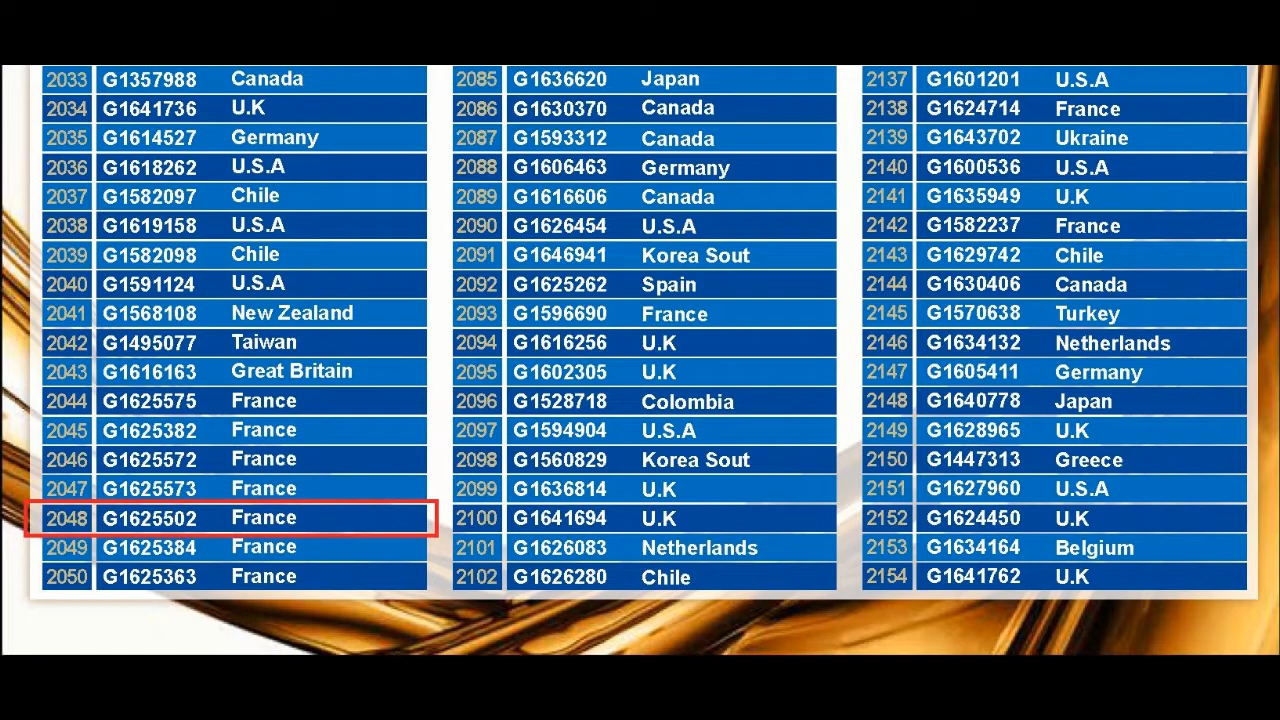 2033 G1357988 Canada
2034 G1641736 U.K
2035 G1614527 Germany
2036 G1618262 U.S.A
2037 G1582097 Chile
2038 G1619158 U.S.A
2039 G1582098 Chile
2040 G1591124 U.S.A
2041 G1568108 New Zealand
2042 G1495077 Taiwan
2043 G1616163 Great Britain
2044 G1625575 France
2045 G1625382 France
2046 G1625572 France
2047 G1625573 France
2048 G1625502 France
2049 G1625384 France
2050 G1625363 France
2085 G1636620 Japan
2086 G1630370 Canada
2087 G1593312 Canada
2088 G1606463 Germany
2089 G1616606 Canada
2090 G1626454 U.S.A
2091 G1646941 Korea Sout
2092 G1625262 Spain
2093 G1596690 France
2094 G1616256 U.K
2095 G1602305 U.K
2096 G1528718 Colombia
2097 G1594904 U.S.A
2098 G1560829 Korea Sout
2099 G1636814 U.K
2100 G1641694 U.K
2101 G1626083 Netherlands
2102 G1626280 Chile
2137 G1601201 U.S.A
2138 G1624714 France
2139 G1643702 Ukraine
2140 G1600536 U.S.A
2141 G1635949 U.K
2142 G1582237 France
2143 G1629742 Chile
2144 G1630406 Canada
2145 G1570638 Turkey
2146 G1634132 Netherlands
2147 G1605411 Germany
2148 G1640778 Japan
2149 G1628965 U.K
2150 G1447313 Greece
2151 G1627960 U.S.A
2152 G1624450 U.K
2153 G1634164 Belgium
2154 G1641762 U.K